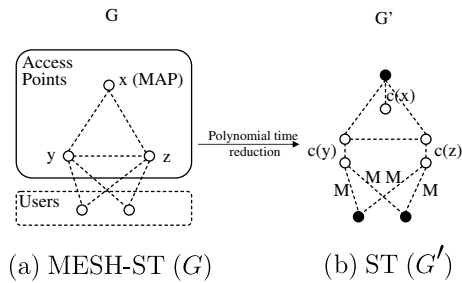 G
G'
Access
Points
x (MAP)
c(x)
y
z
Polynomial time
reduction
c(y)
c(z)
M
M
M
M
Users
(a) MESH-ST (G)
(b) ST (G′)